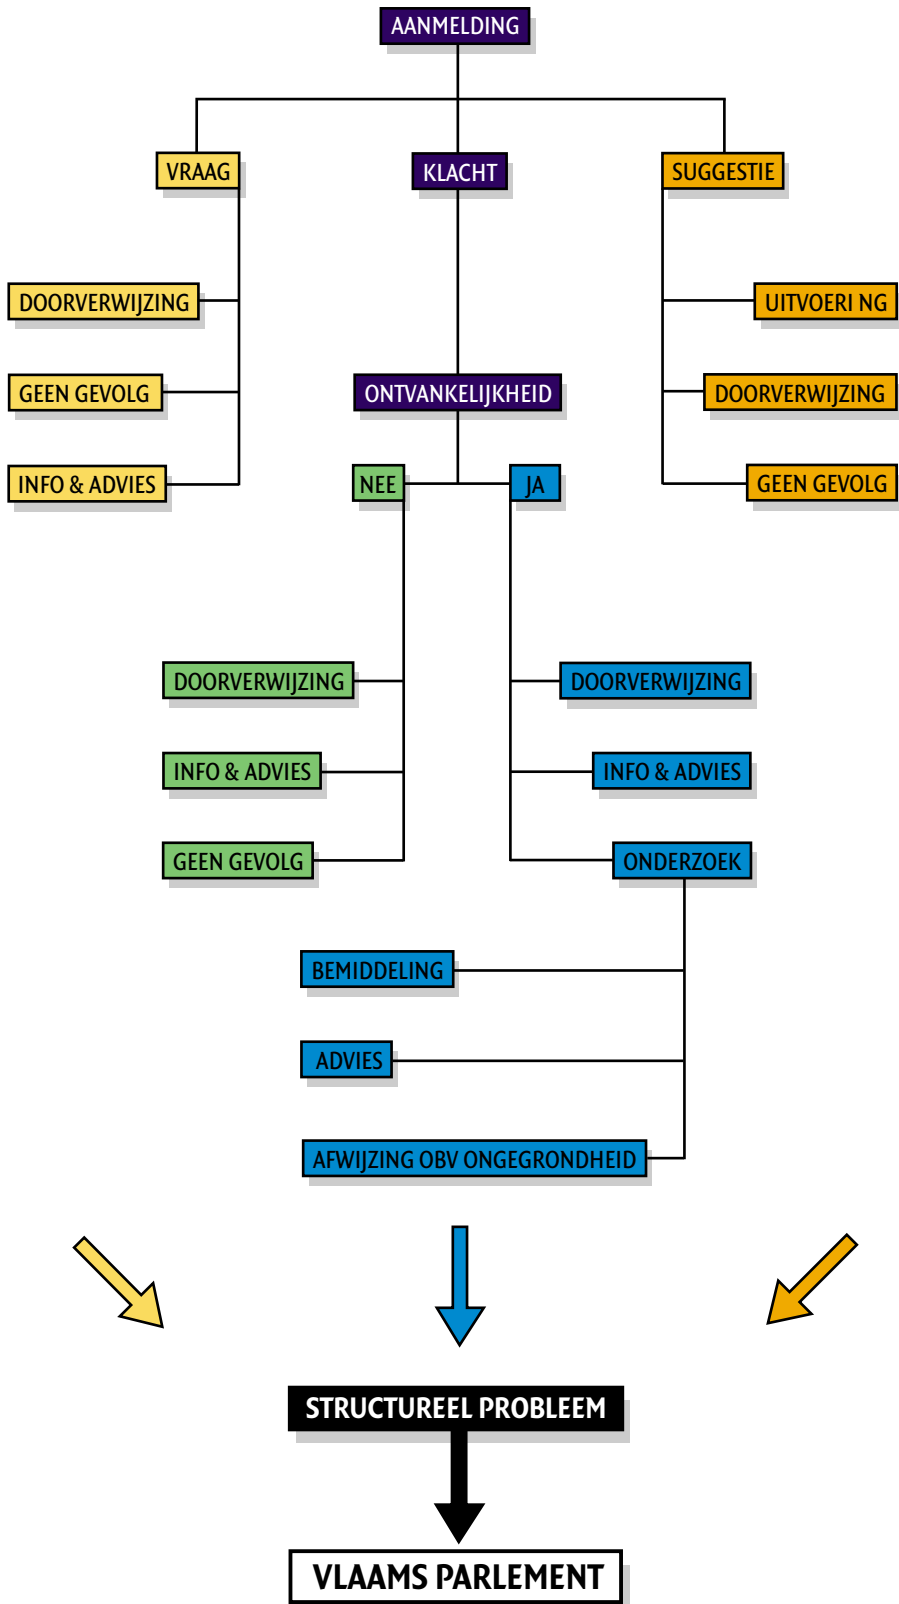 AANMELDING
VRAAG
KLACHT
SUGGESTIE
DOORVERWIJZING
UITVOERI NG
GEEN GEVOLG
ONTVANKELIJKHEID
DOORVERWIJZING
INFO & ADVIES
NEE
JA
GEEN GEVOLG
DOORVERWIJZING
DOORVERWIJZING
INFO & ADVIES
INFO & ADVIES
GEEN GEVOLG
ONDERZOEK
BEMIDDELING
ADVIES
AFWIJZING OBV ONGEGRONDHEID
STRUCTUREEL PROBLEEM
VLAAMS PARLEMENT